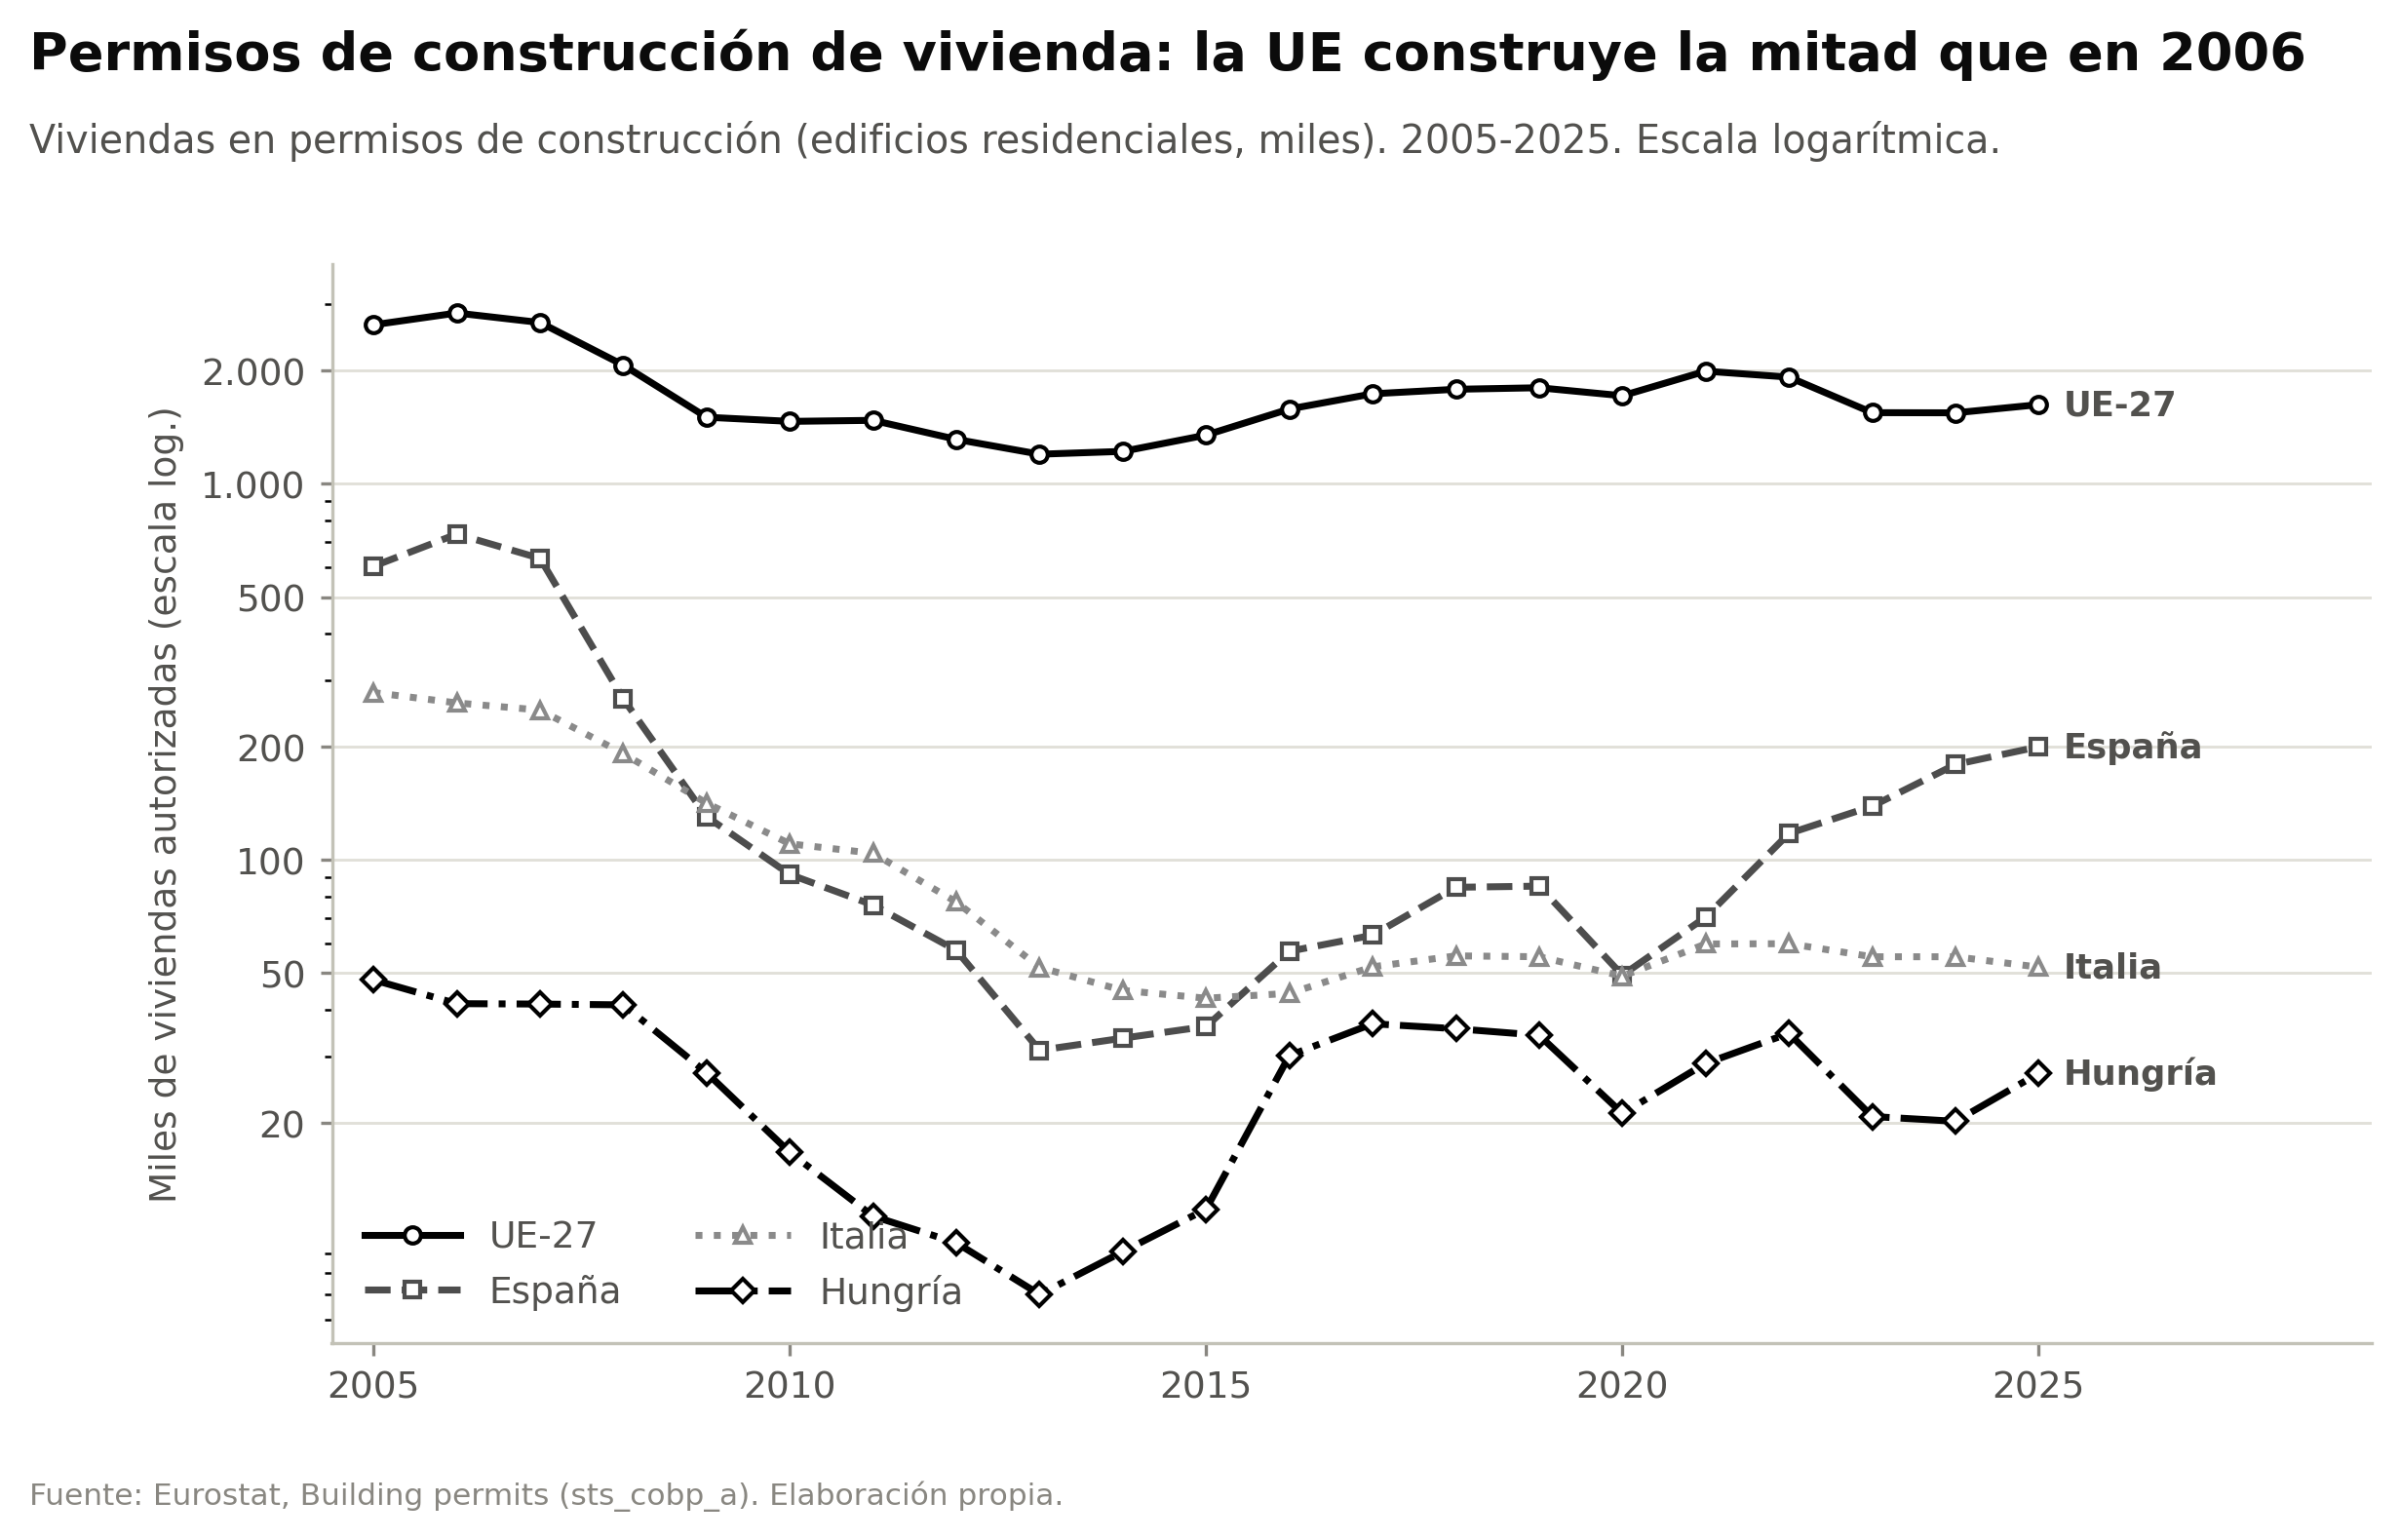 Permisos de construcción de vivienda: la UE construye la mitad que en 2006
Viviendas en permisos de construcción (edificios residenciales, miles). 2005-2025. Escala logarítmica.
Miles de viviendas autorizadas (escala log.)
2.000
1.000
500
200
100
50
20
UE-27
España
Italia
Hungría
UE-27
España
Italia
Hungría
2005
2010
2015
2020
2025
Fuente: Eurostat, Building permits (sts_cobp_a). Elaboración propia.